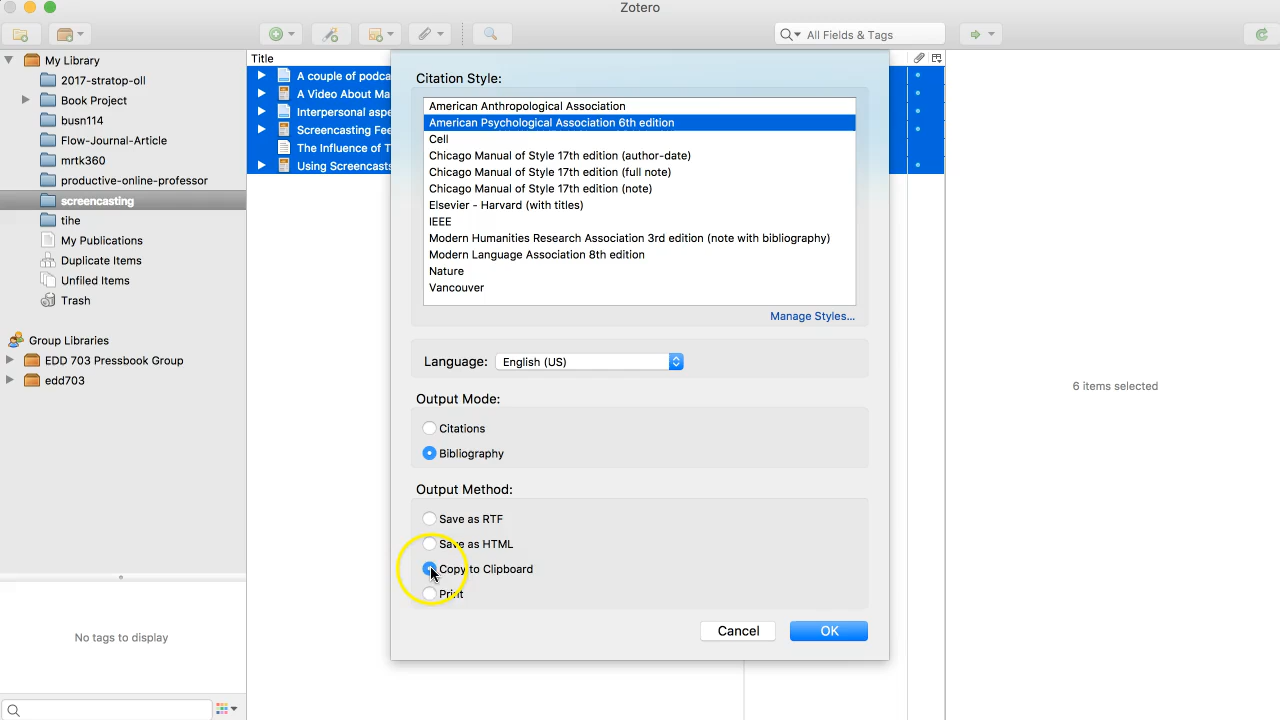 Zotero
All Fields & Tags
My Library
2017-stratop-oll
Book Project
busn114
Flow-Journal-Article
mrtk360
productive-online-professor
screencasting
tihe
My Publications
Duplicate Items
Unfiled Items
Trash
Group Libraries
EDD 703 Pressbook Group
edd703
No tags to display
Title
A couple of podca
A Video About Ma
Interpersonal aspe
Screencasting Fee
The Influence of T
Using Screencasts
Citation Style:
American Anthropological Association
American Psychological Association 6th edition
Cell
Chicago Manual of Style 17th edition (author-date)
Chicago Manual of Style 17th edition (full note)
Chicago Manual of Style 17th edition (note)
Elsevier - Harvard (with titles)
IEEE
Modern Humanities Research Association 3rd edition (note with bibliography)
Modern Language Association 8th edition
Nature
Vancouver
Manage Styles...
Language: English (US)
Output Mode:
Citations
Bibliography
Output Method:
Save as RTF
Save as HTML
Copy to Clipboard
Print
Cancel OK
6 items selected